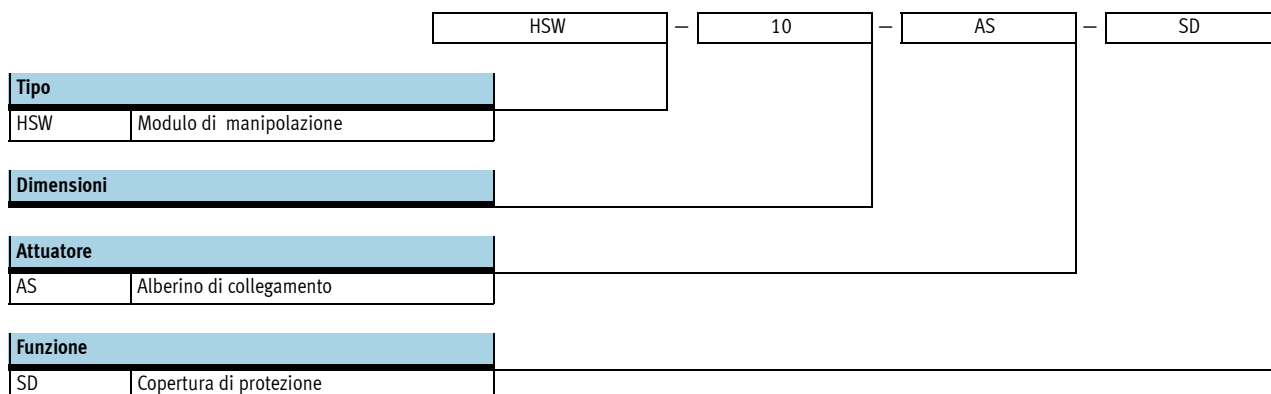 HSW – 10 – AS – SD
Tipo
HSW Modulo di manipolazione
Dimensioni
Attuatore
AS Alberino di collegamento
Funzione
SD Copertura di protezione